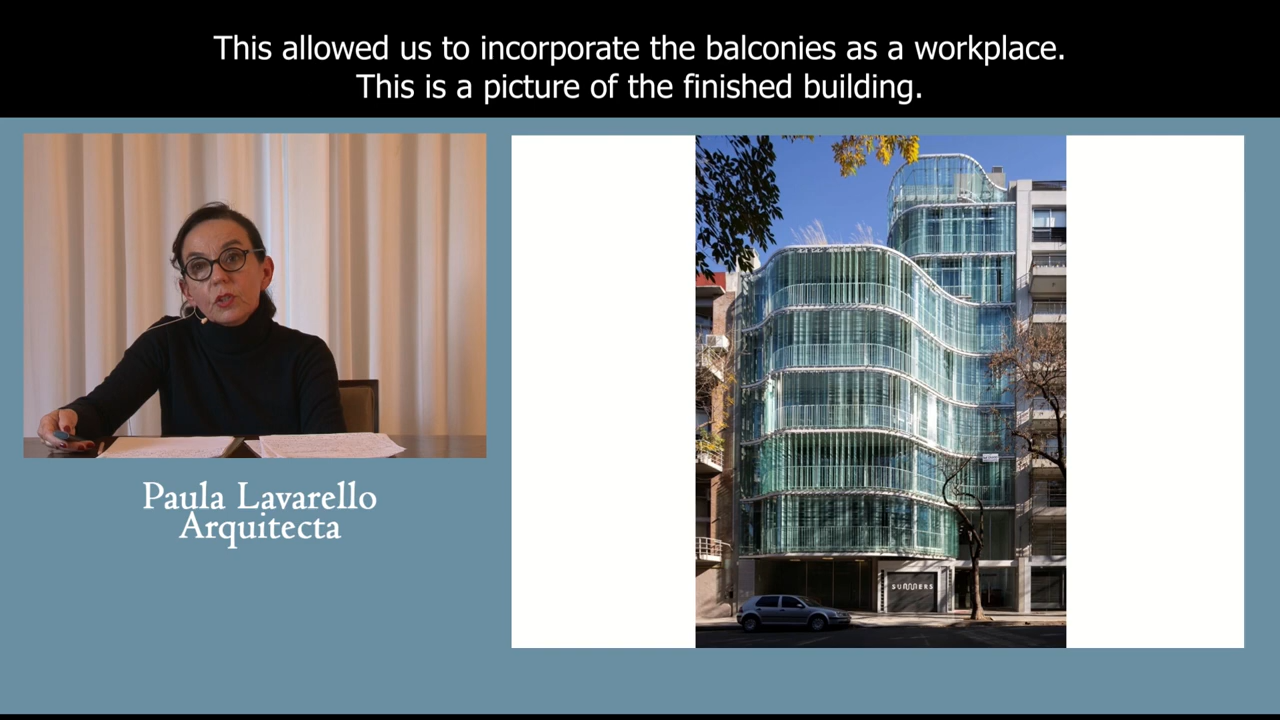 This allowed us to incorporate the balconies as a workplace.
This is a picture of the finished building.
Paula Lavarello
Arquitecta
SUMMERS